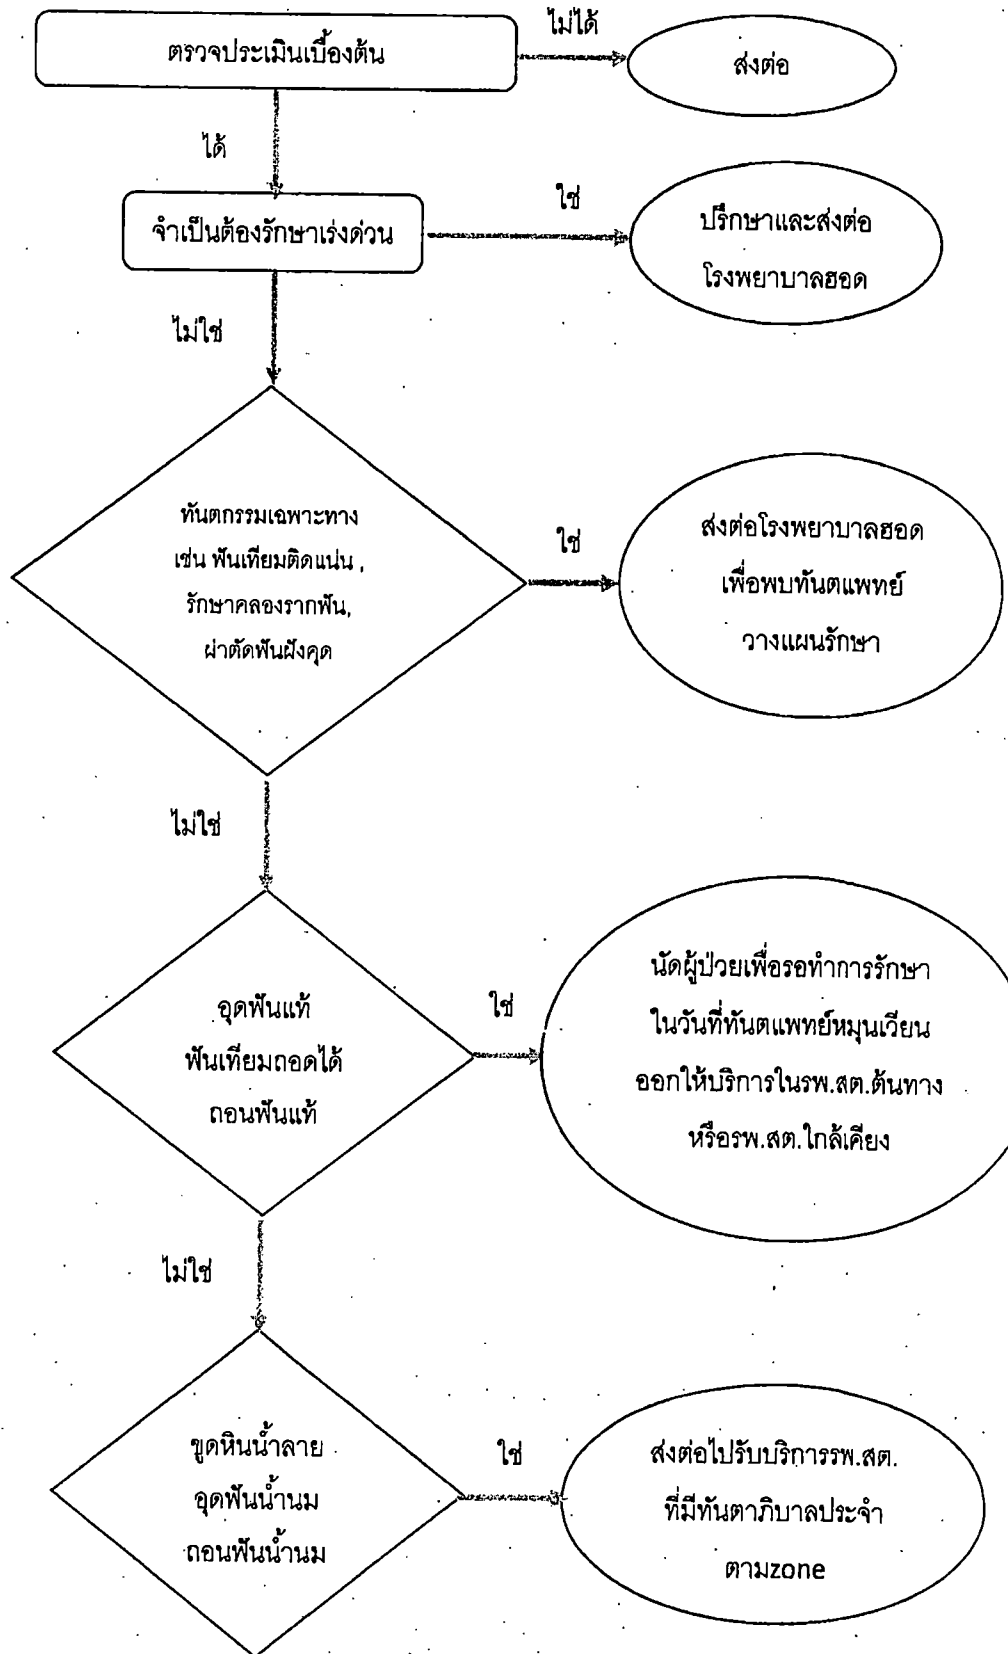 ตรวจประเมินเบื้องต้น
ไม่ได้
ส่งต่อ
ได้
จำเป็นต้องรักษาเร่งด่วน
ใช่
ปรึกษาและส่งต่อ
โรงพยาบาลฮอด
ไม่ใช่
ทันตกรรมเฉพาะทาง
เช่น ฟันเทียมติดแน่น ,
รักษาคลองรากฟัน,
ผ่าตัดฟันฝังคุด
ใช่
ส่งต่อโรงพยาบาลฮอด
เพื่อพบทันตแพทย์
วางแผนรักษา
ไม่ใช่
อุดฟันแท้
ฟันเทียมถอดได้
ถอนฟันแท้
ใช่
นัดผู้ป่วยเพื่อรอทำการรักษา
ในวันที่ทันตแพทย์หมุนเวียน
ออกให้บริการในรพ.สต.ต้นทาง
หรือรพ.สต.ใกล้เคียง
ไม่ใช่
ขูดหินน้ำลาย
อุดฟันน้ำนม
ถอนฟันน้ำนม
ใช่
ส่งต่อไปรับบริการรพ.สต.
ที่มีทันตาภิบาลประจำ
ตามzone